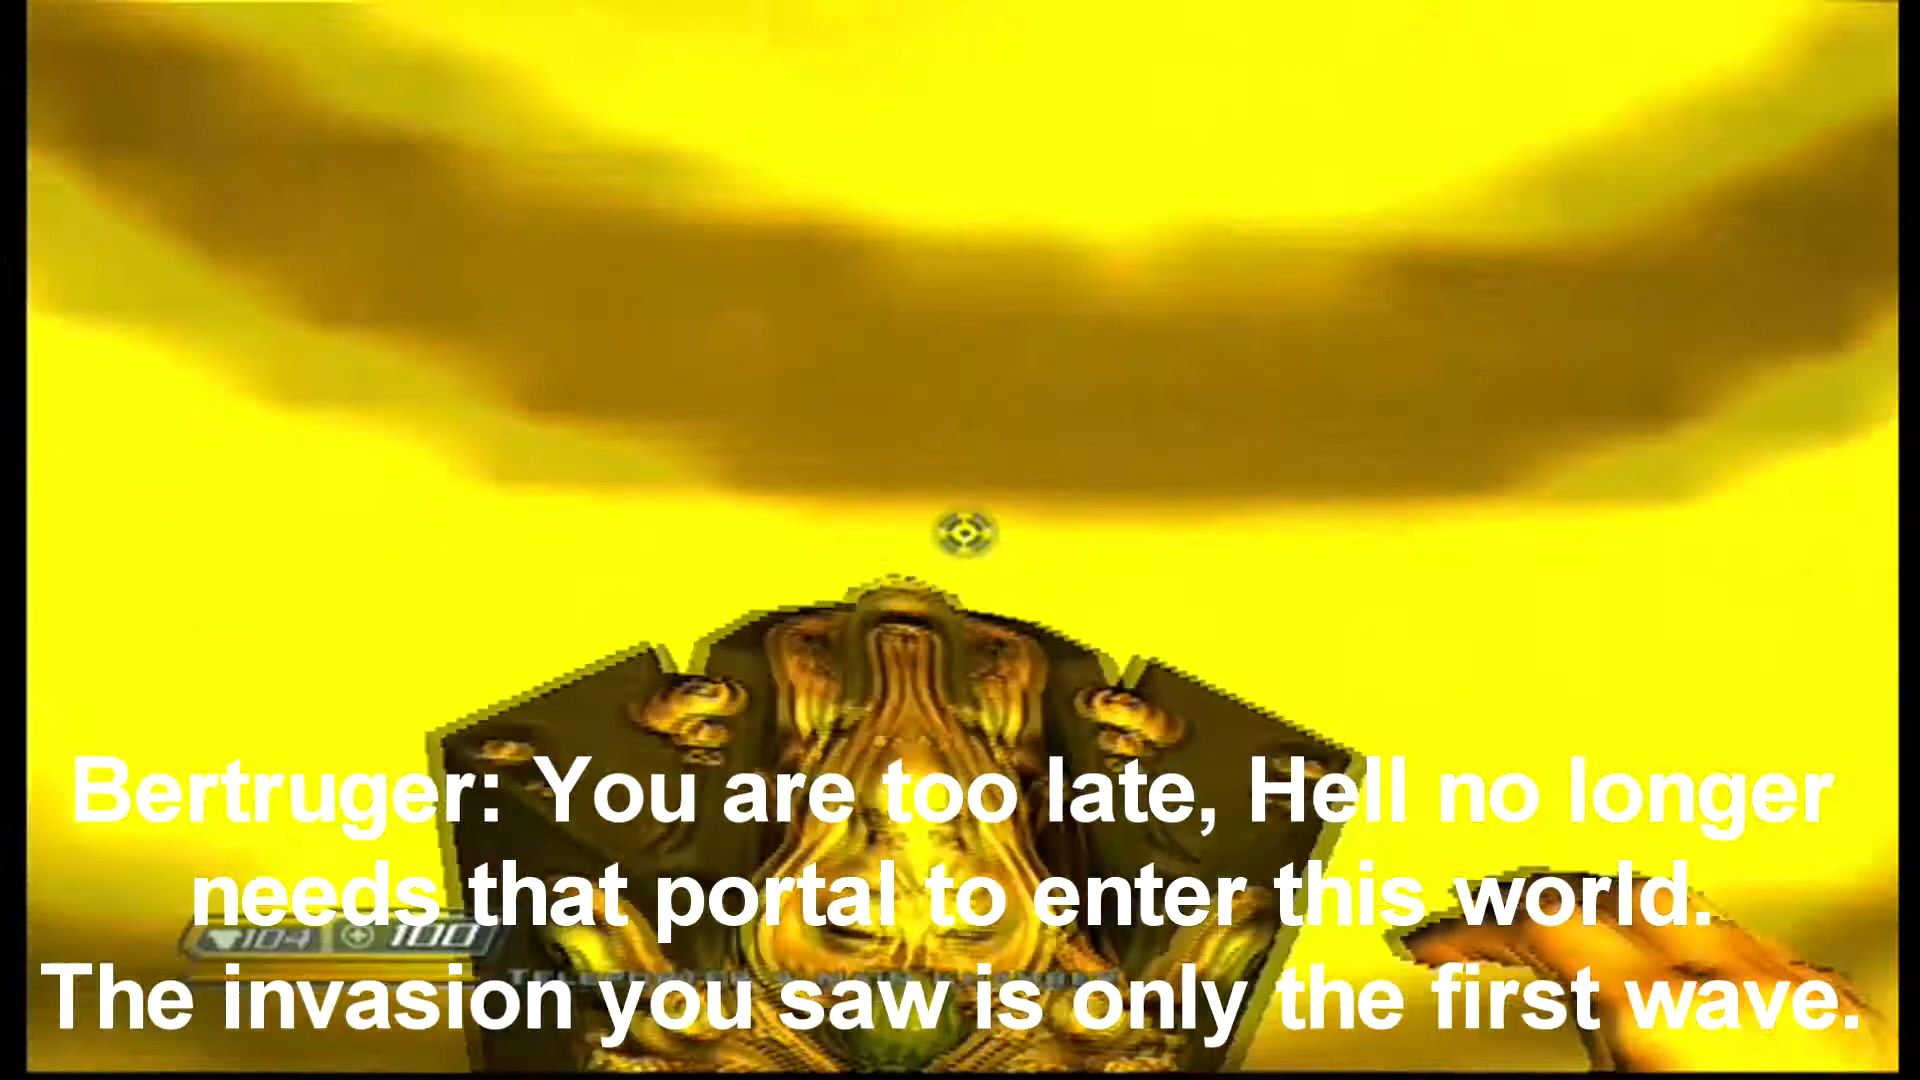 Bertruger: You are too late, Hell no longer
needs that portal to enter this world.
104 100
The invasion you saw is only the first wave.